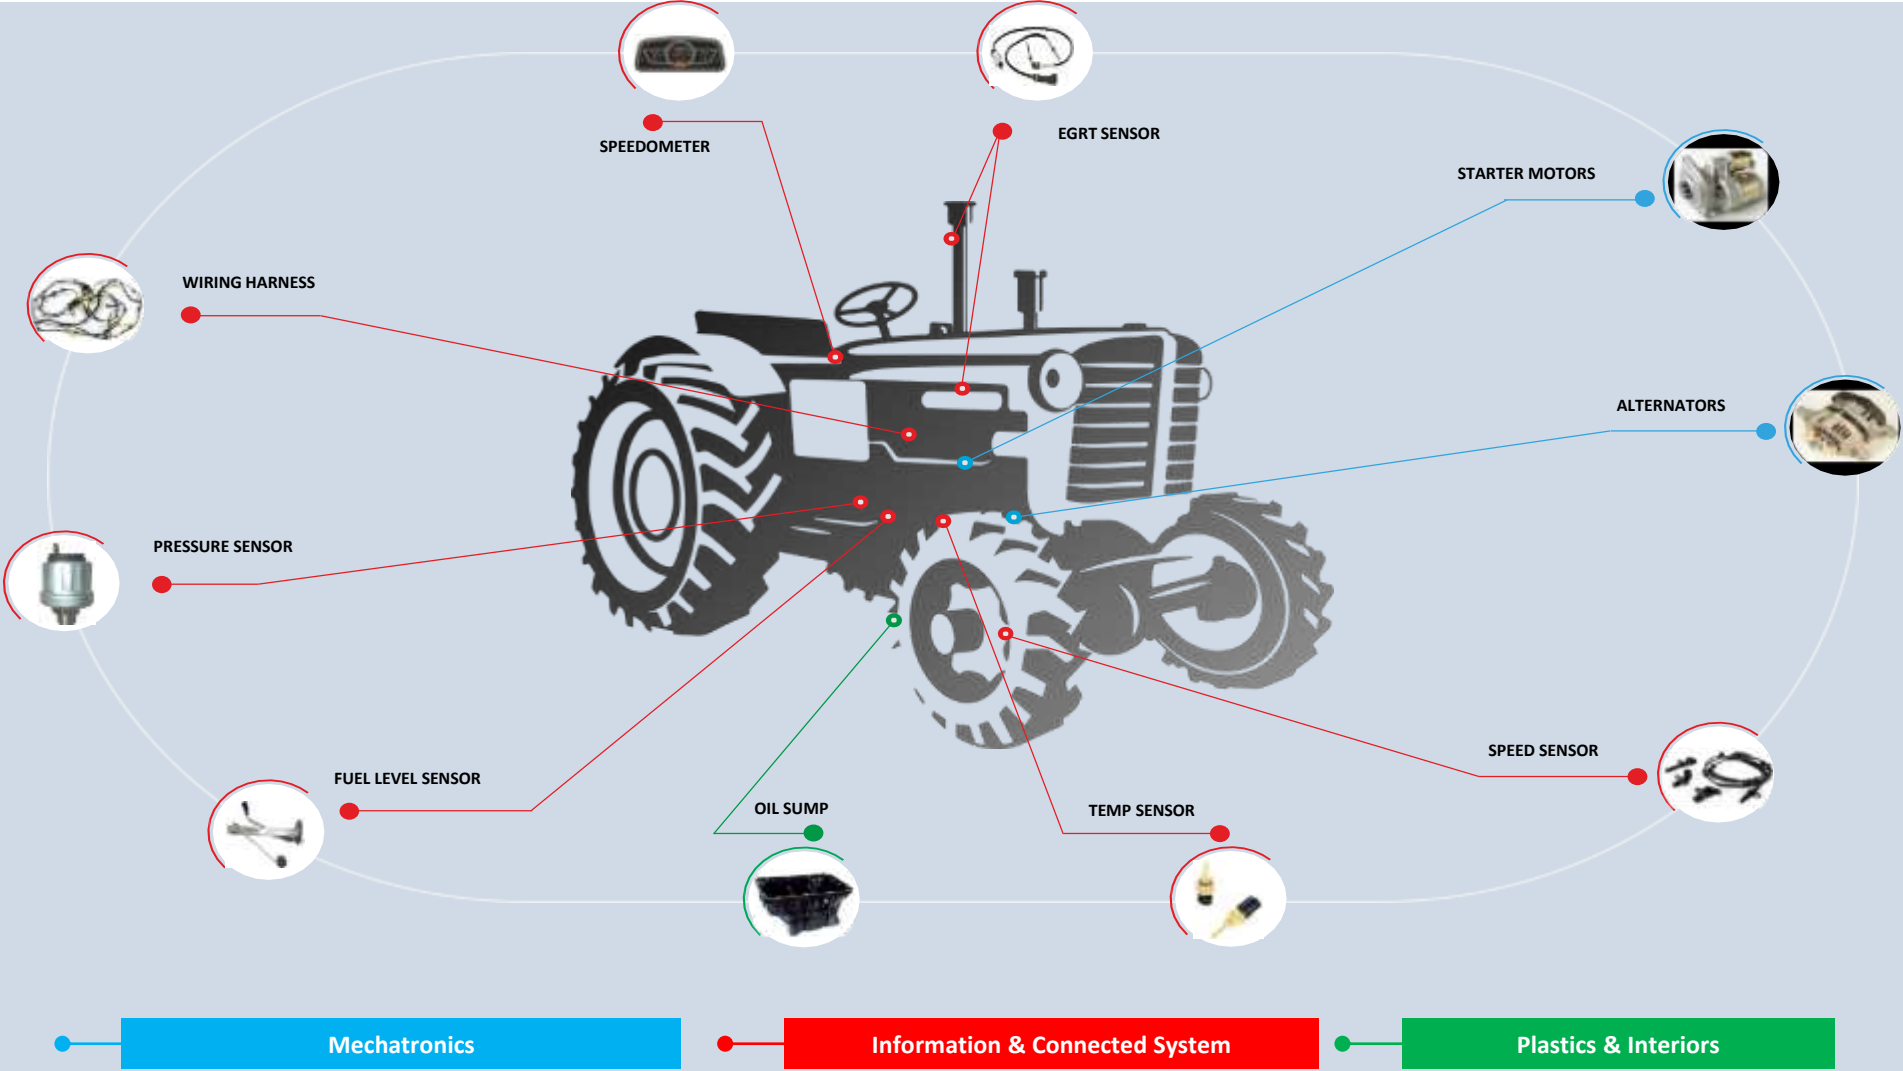 SPEEDOMETER
EGRT SENSOR
STARTER MOTORS
WIRING HARNESS
ALTERNATORS
PRESSURE SENSOR
SPEED SENSOR
FUEL LEVEL SENSOR
OIL SUMP
TEMP SENSOR
Mechatronics
Information & Connected System
Plastics & Interiors